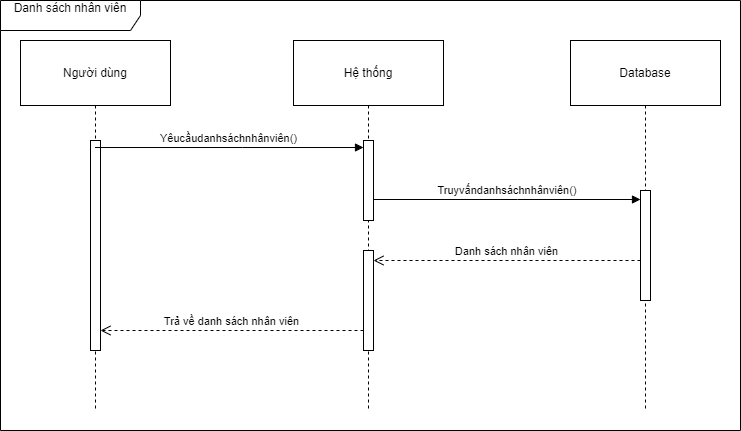 Danh sách nhân viên
Người dùng
Hệ thống
Database
Yêucầudanhsáchnhânviên()
Truyvấndanhsáchnhânviên()
Danh sách nhân viên
Trả về danh sách nhân viên